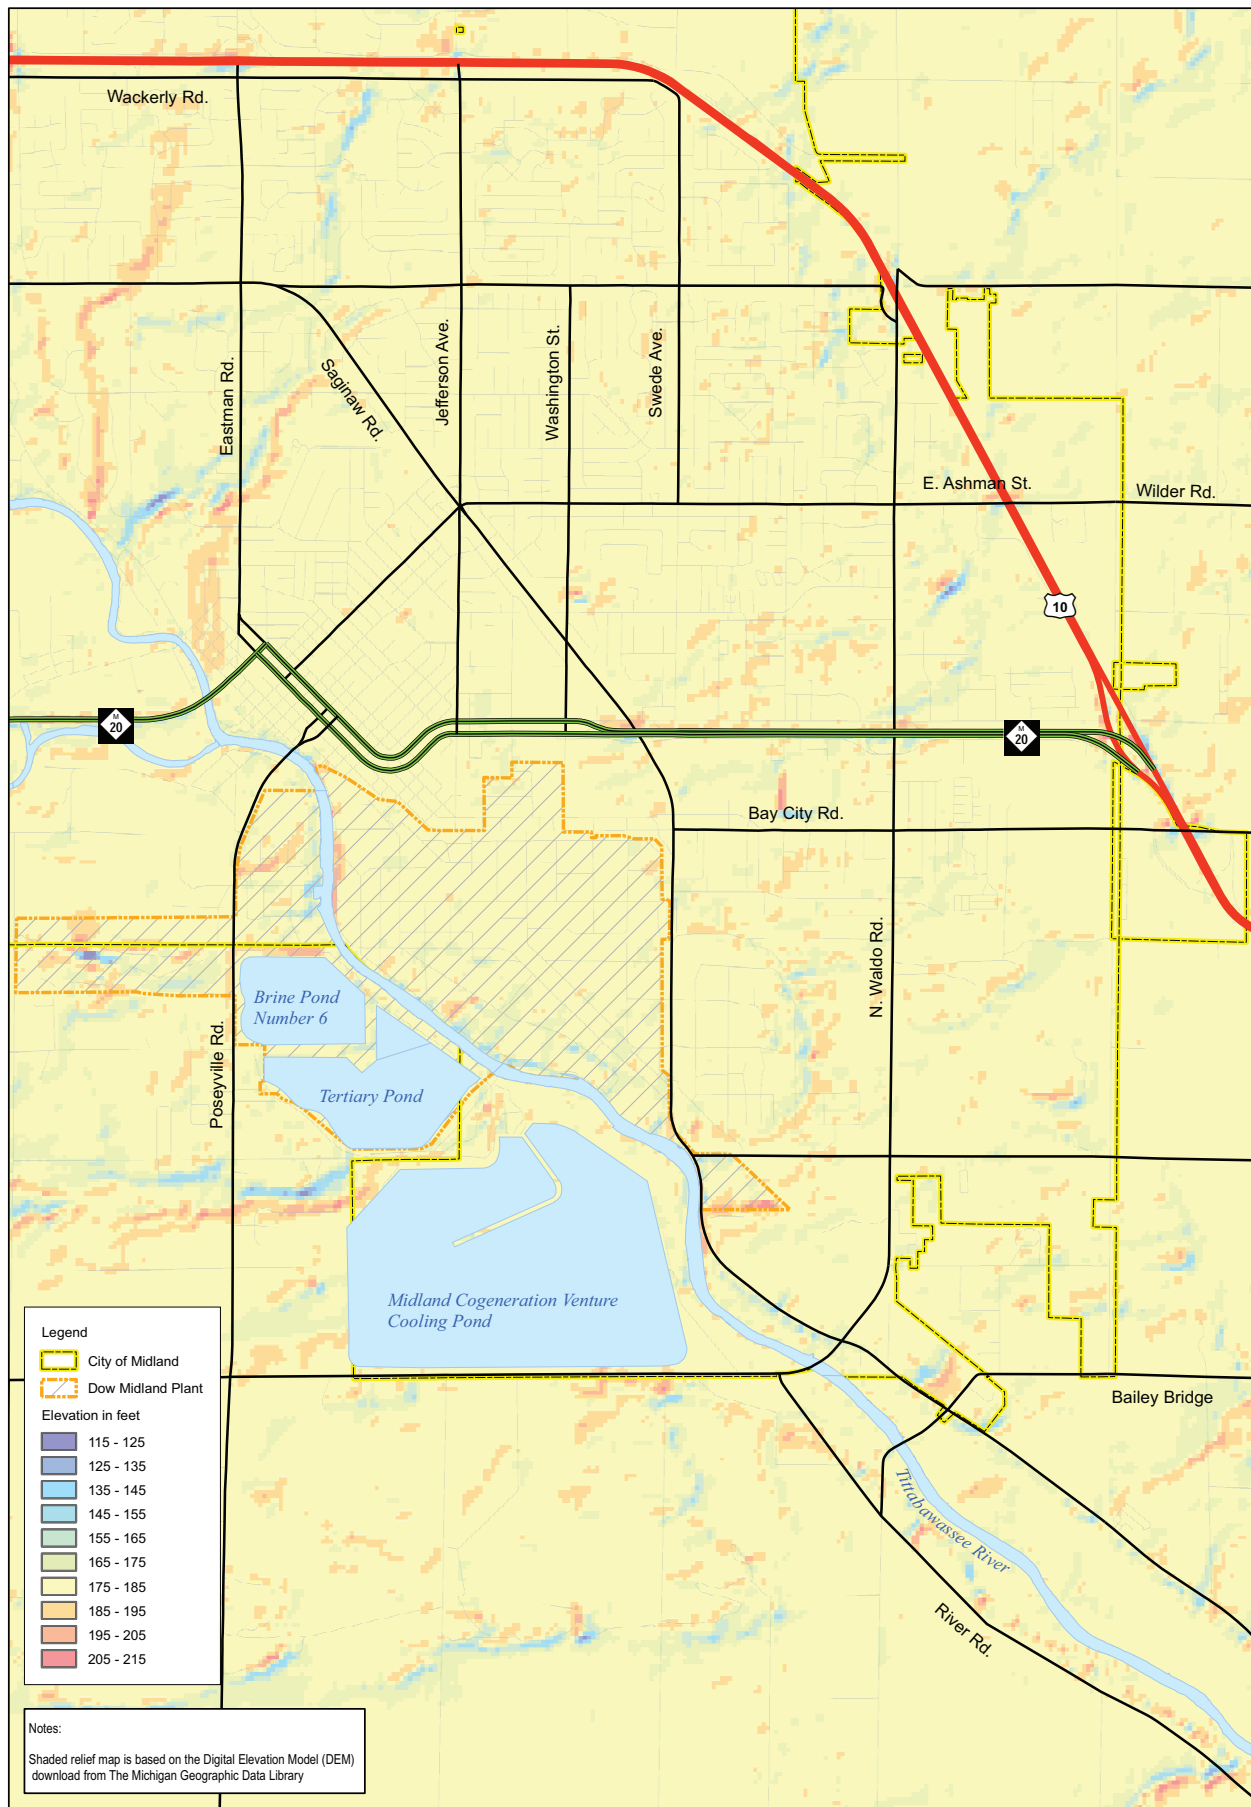 Wackerly Rd.
Eastman Rd.
Saginaw Rd.
Jefferson Ave.
Washington St.
Swede Ave.
E. Ashman St.
Wilder Rd.
10
M
20
M
20
Bay City Rd.
N. Waldo Rd.
Brine Pond
Number 6
Poseyville Rd.
Tertiary Pond
Midland Cogeneration Venture
Cooling Pond
Bailey Bridge
Tittabawassee River
River Rd.
Legend
City of Midland
Dow Midland Plant
Elevation in feet
115 - 125
125 - 135
135 - 145
145 - 155
155 - 165
165 - 175
175 - 185
185 - 195
195 - 205
205 - 215
Notes:
Shaded relief map is based on the Digital Elevation Model (DEM)
download from The Michigan Geographic Data Library